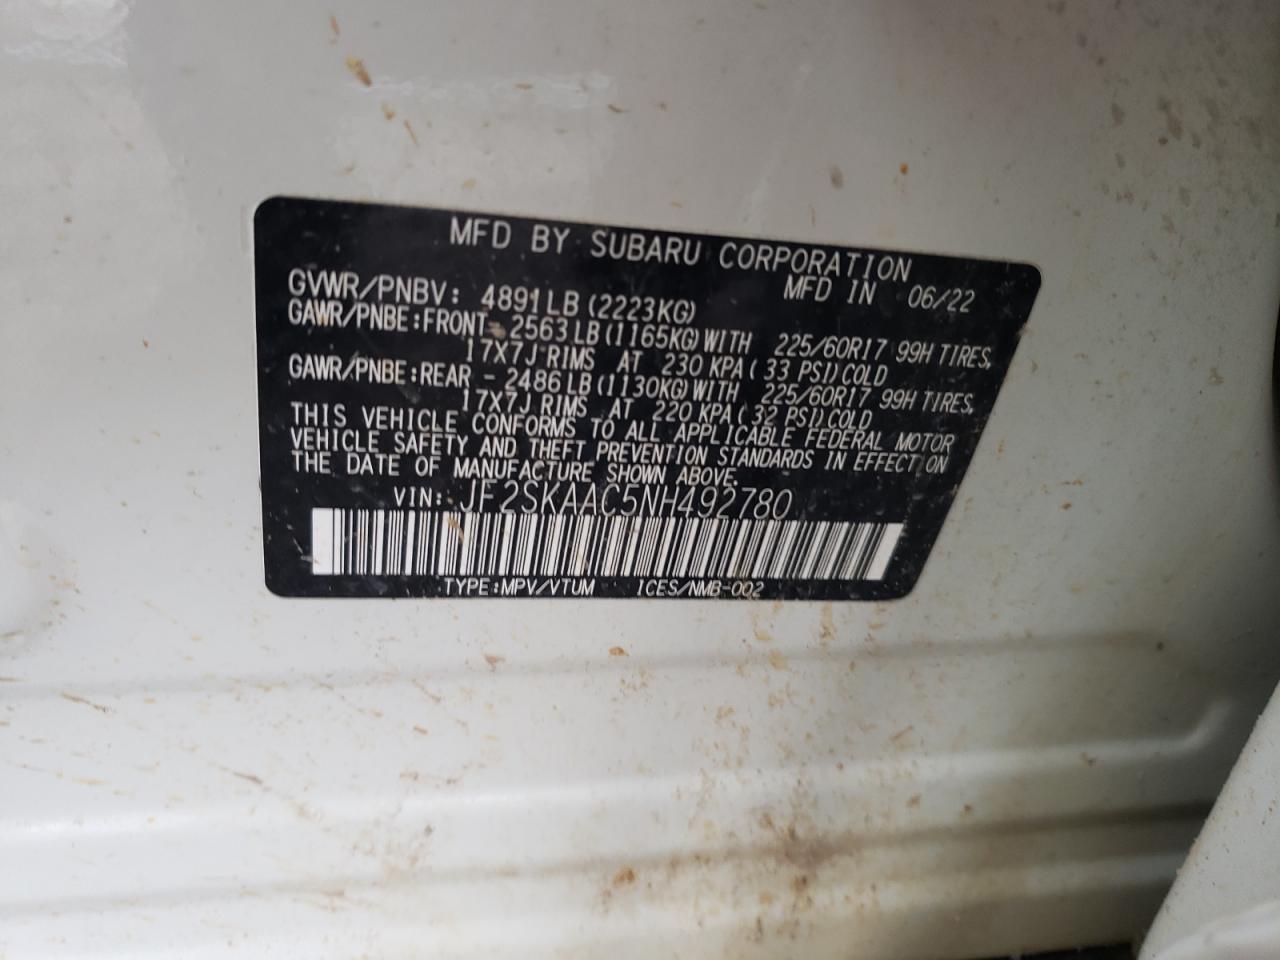 MFD BY SUBARU CORPORATION
MFD IN 06/22
GVWR/PNBV: 4891LB (2223KG)
GAWR/PNBE:FRONT- 2563LB (1165KG) WITH 225/60R17 99H TIRES,
17X7J RIMS AT 230 KPA ( 33 PSI) COLD
GAWR/PNBE:REAR - 2486LB (1130KG) WITH 225/60R17 99H TIRES,
17X7J RIMS AT 220 KPA ( 32 PSI) COLD
THIS VEHICLE CONFORMS TO ALL APPLICABLE FEDERAL MOTOR
VEHICLE SAFETY AND THEFT PREVENTION STANDARDS IN EFFECT ON
THE DATE OF MANUFACTURE SHOWN ABOVE.
VIN: JF2SKAAC5NH492780
TYPE:MPV/VTUM ICES/NMB-002